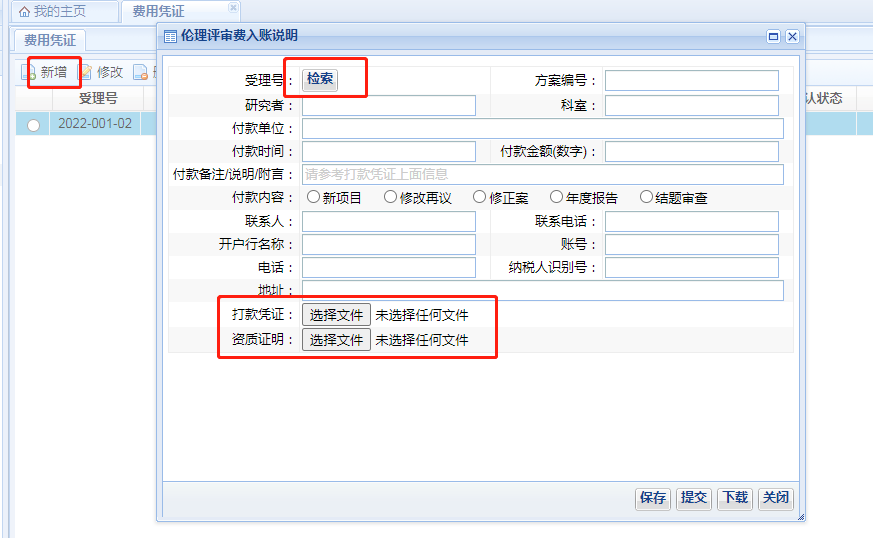 我的主页 费用凭证
费用凭证
伦理评审费入账说明
新增 修改
受理号
2022-001-02
认状态
受理号： 检索 方案编号：
研究者： 科室：
付款单位：
付款时间： 付款金额(数字)：
付款备注/说明/附言： 请参考打款凭证上面信息
付款内容： 新项目 修改再议 修正案 年度报告 结题审查
联系人： 联系电话：
开户行名称： 账号：
电话： 纳税人识别号：
地址：
打款凭证： 选择文件 未选择任何文件
资质证明： 选择文件 未选择任何文件
保存 提交 下载 关闭